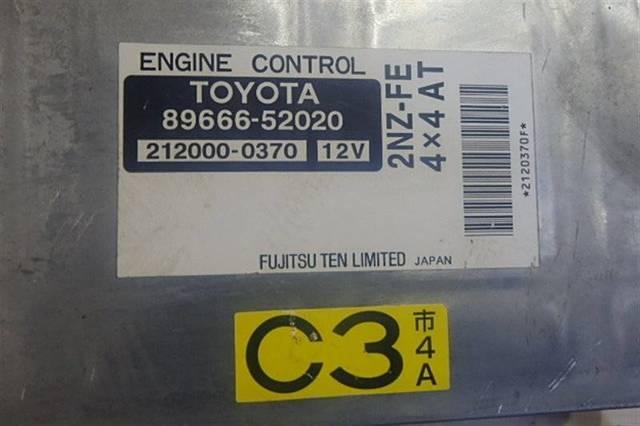 ENGINE CONTROL
TOYOTA
89666-52020
212000-0370 12V
2NZ-FE
4×4 AT
*2120370F*
FUJITSU TEN LIMITED JAPAN
C3 市4A